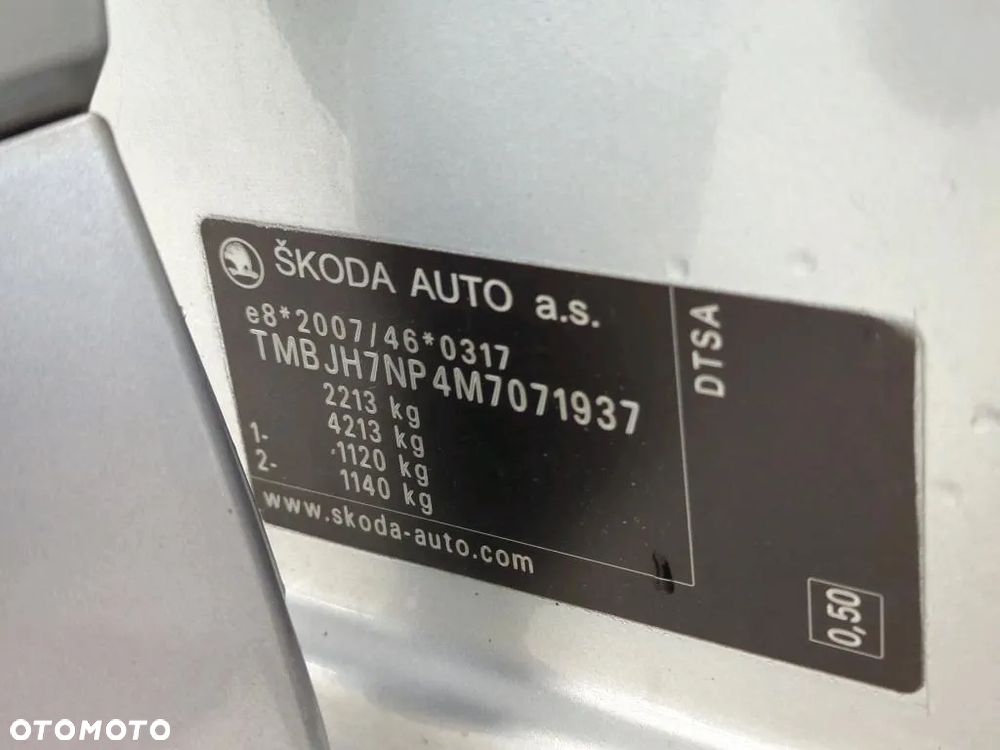 ŠKODA AUTO a.s.
e8*2007/46*0317
TMBJH7NP4M7071937
2213 kg
4213 kg
1- 1120 kg
2- 1140 kg
www.skoda-auto.com
DTSA
0,50
OTOMOTO